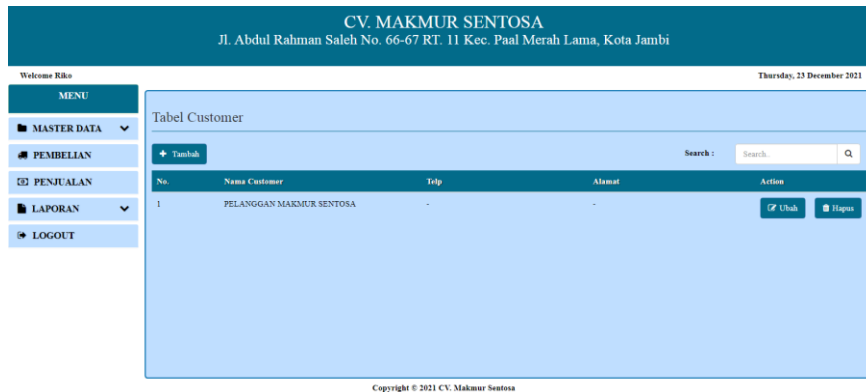 CV. MAKMUR SENTOSA
Jl. Abdul Rahman Saleh No. 66-67 RT. 11 Kec. Paal Merah Lama, Kota Jambi
Welcome Riko
Thursday, 23 December 2021
MENU
MASTER DATA
PEMBELIAN
PENJUALAN
LAPORAN
LOGOUT
Tabel Customer
Tambah
Search :
Search..
No. Nama Customer Telp Alamat Action
1 PELANGGAN MAKMUR SENTOSA - - Ubah Hapus
Copyright © 2021 CV. Makmur Sentosa